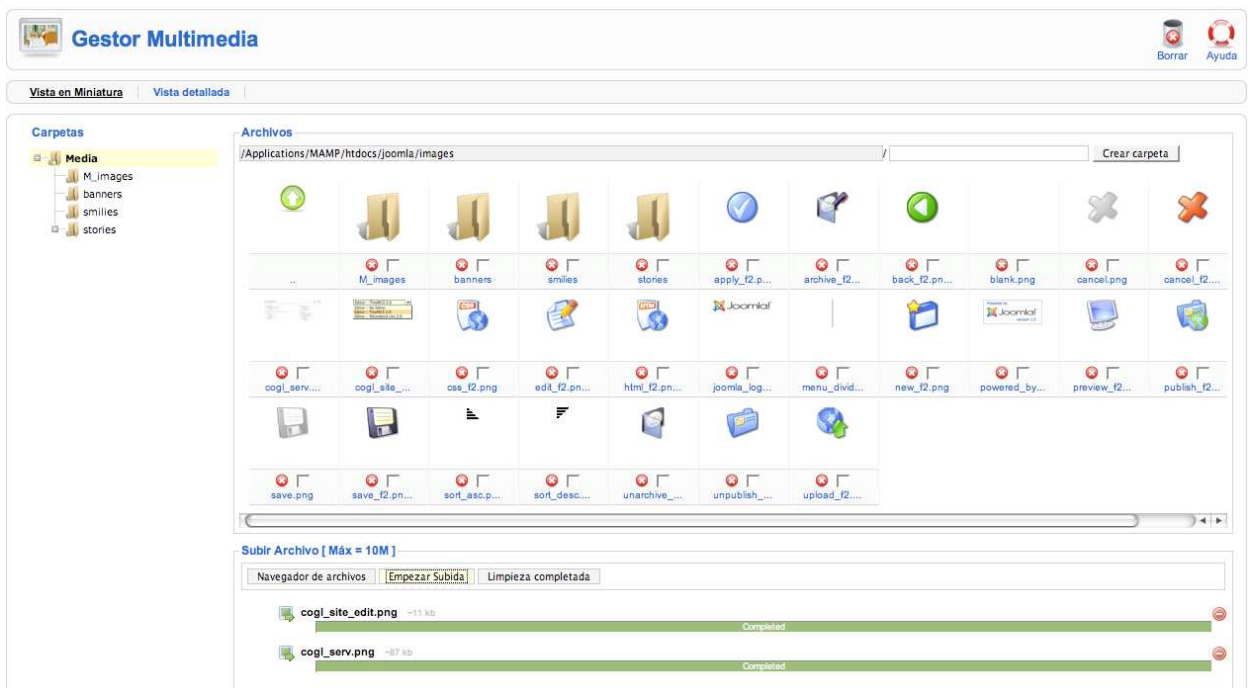 Gestor Multimedia
Borrar Ayuda
Vista en Miniatura Vista detallada
Carpetas
Media
M_images
banners
smilies
stories
Archivos
/Applications/MAMP/htdocs/joomla/images / Crear carpeta
.. M_images banners smilies stories apply_f2.p... archive_f2... back_f2.pn... blank.png cancel.png cancel_f2....
Joomla! Joomla!
cogl_serv.... cogl_site_... css_f2.png edit_f2.pn... html_f2.pn... joomla_log... menu_divid... new_f2.png powered_by... preview_f2... publish_f2...
save.png save_f2.pn... sort_asc.p... sort_desc.... unarchive_... unpublish_... upload_f2....
Subir Archivo [ Máx = 10M ]
Navegador de archivos Empezar Subida Limpieza completada
cogl_site_edit.png ~11 kb
Completed
cogl_serv.png ~87 kb
Completed